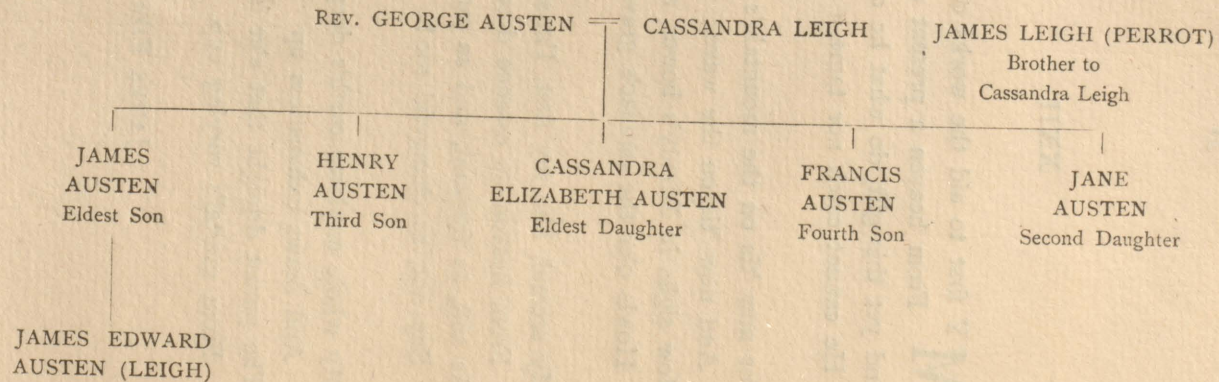 REV. GEORGE AUSTEN
CASSANDRA LEIGH
JAMES LEIGH (PERROT)
Brother to
Cassandra Leigh
JAMES
AUSTEN
Eldest Son
HENRY
AUSTEN
Third Son
CASSANDRA
ELIZABETH AUSTEN
Eldest Daughter
FRANCIS
AUSTEN
Fourth Son
JANE
AUSTEN
Second Daughter
JAMES EDWARD
AUSTEN (LEIGH)